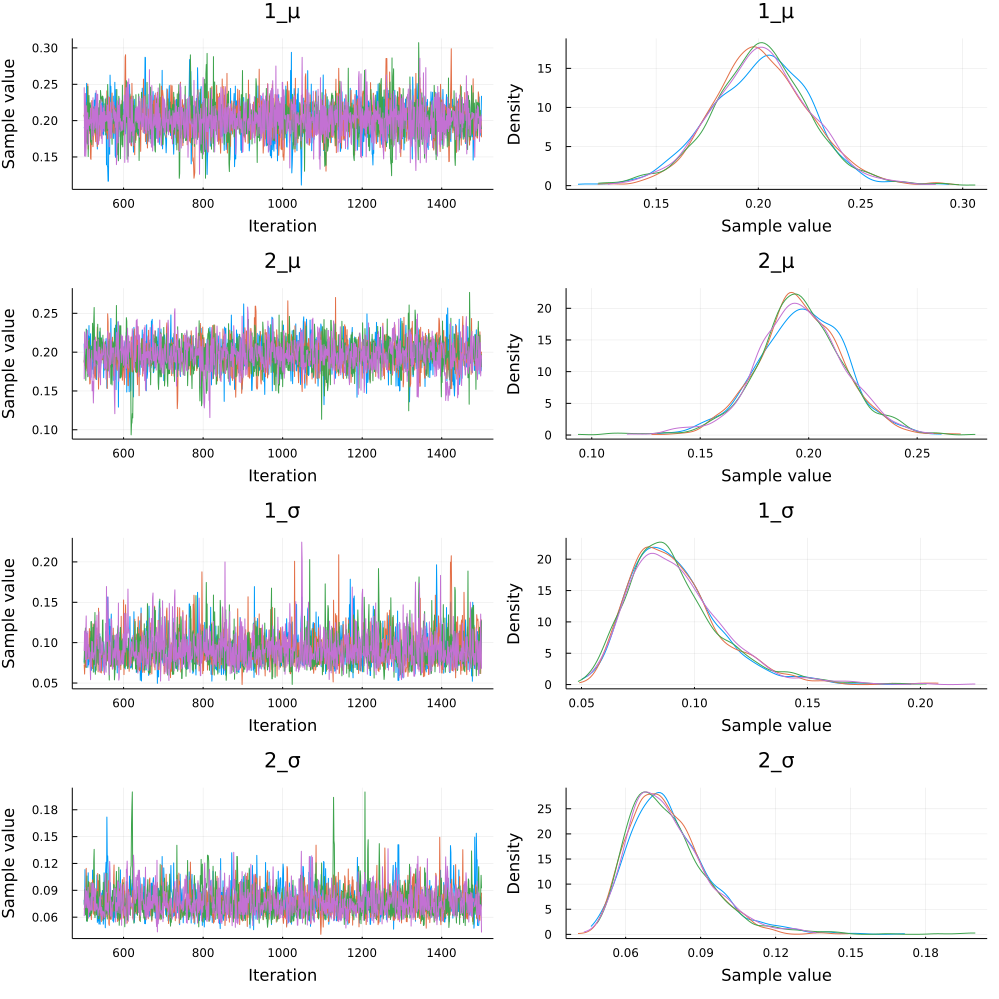 1_μ
1_μ
Sample value
0.30
0.25
0.20
0.15
600 800 1000 1200 1400
Iteration
Density
15
10
5
0
0.15 0.20 0.25 0.30
Sample value
2_μ
2_μ
Sample value
0.25
0.20
0.15
0.10
600 800 1000 1200 1400
Iteration
Density
20
15
10
5
0
0.10 0.15 0.20 0.25
Sample value
1_σ
1_σ
Sample value
0.20
0.15
0.10
0.05
600 800 1000 1200 1400
Iteration
Density
20
15
10
5
0
0.05 0.10 0.15 0.20
Sample value
2_σ
2_σ
Sample value
0.18
0.15
0.12
0.09
0.06
600 800 1000 1200 1400
Iteration
Density
25
20
15
10
5
0
0.06 0.09 0.12 0.15 0.18
Sample value